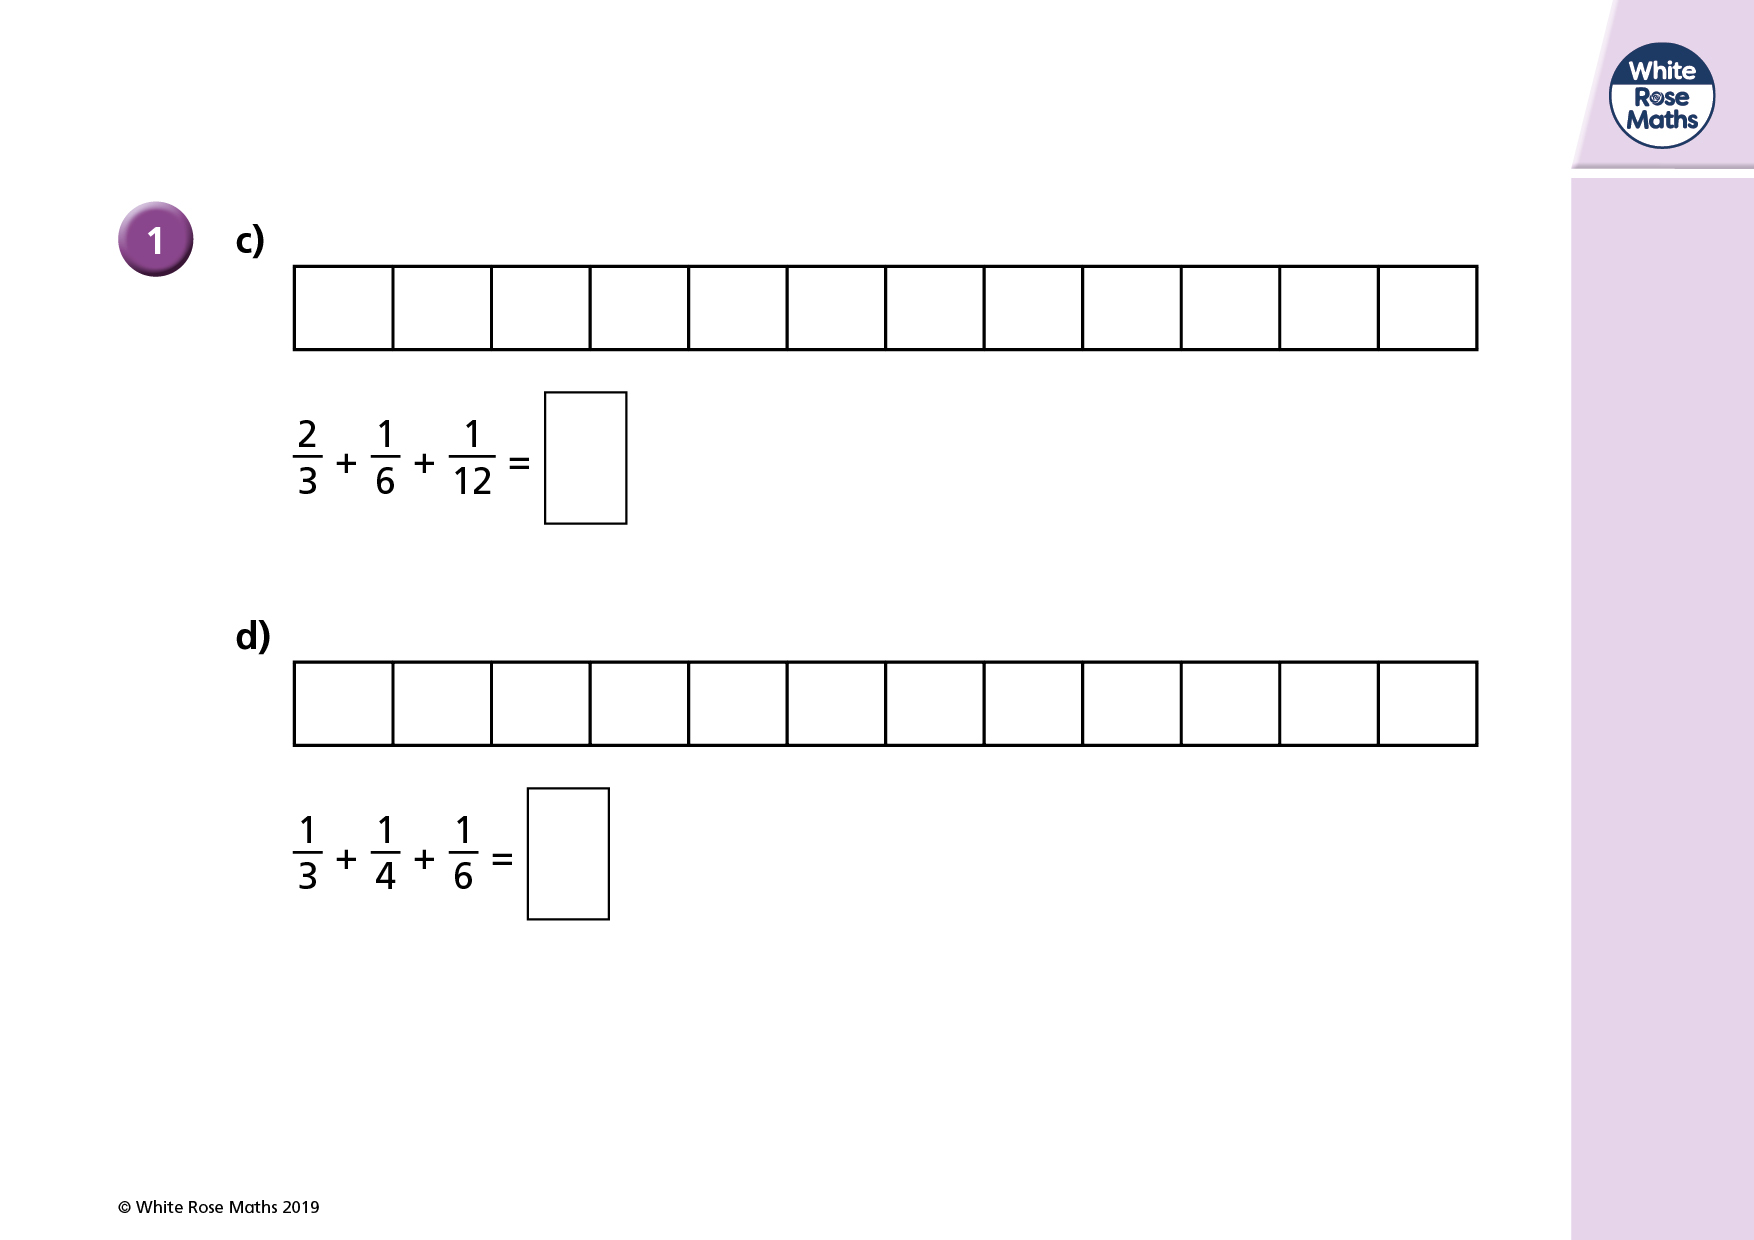 White
Rose
Maths
1 c)
2/3 + 1/6 + 1/12 =
d)
1/3 + 1/4 + 1/6 =
© White Rose Maths 2019